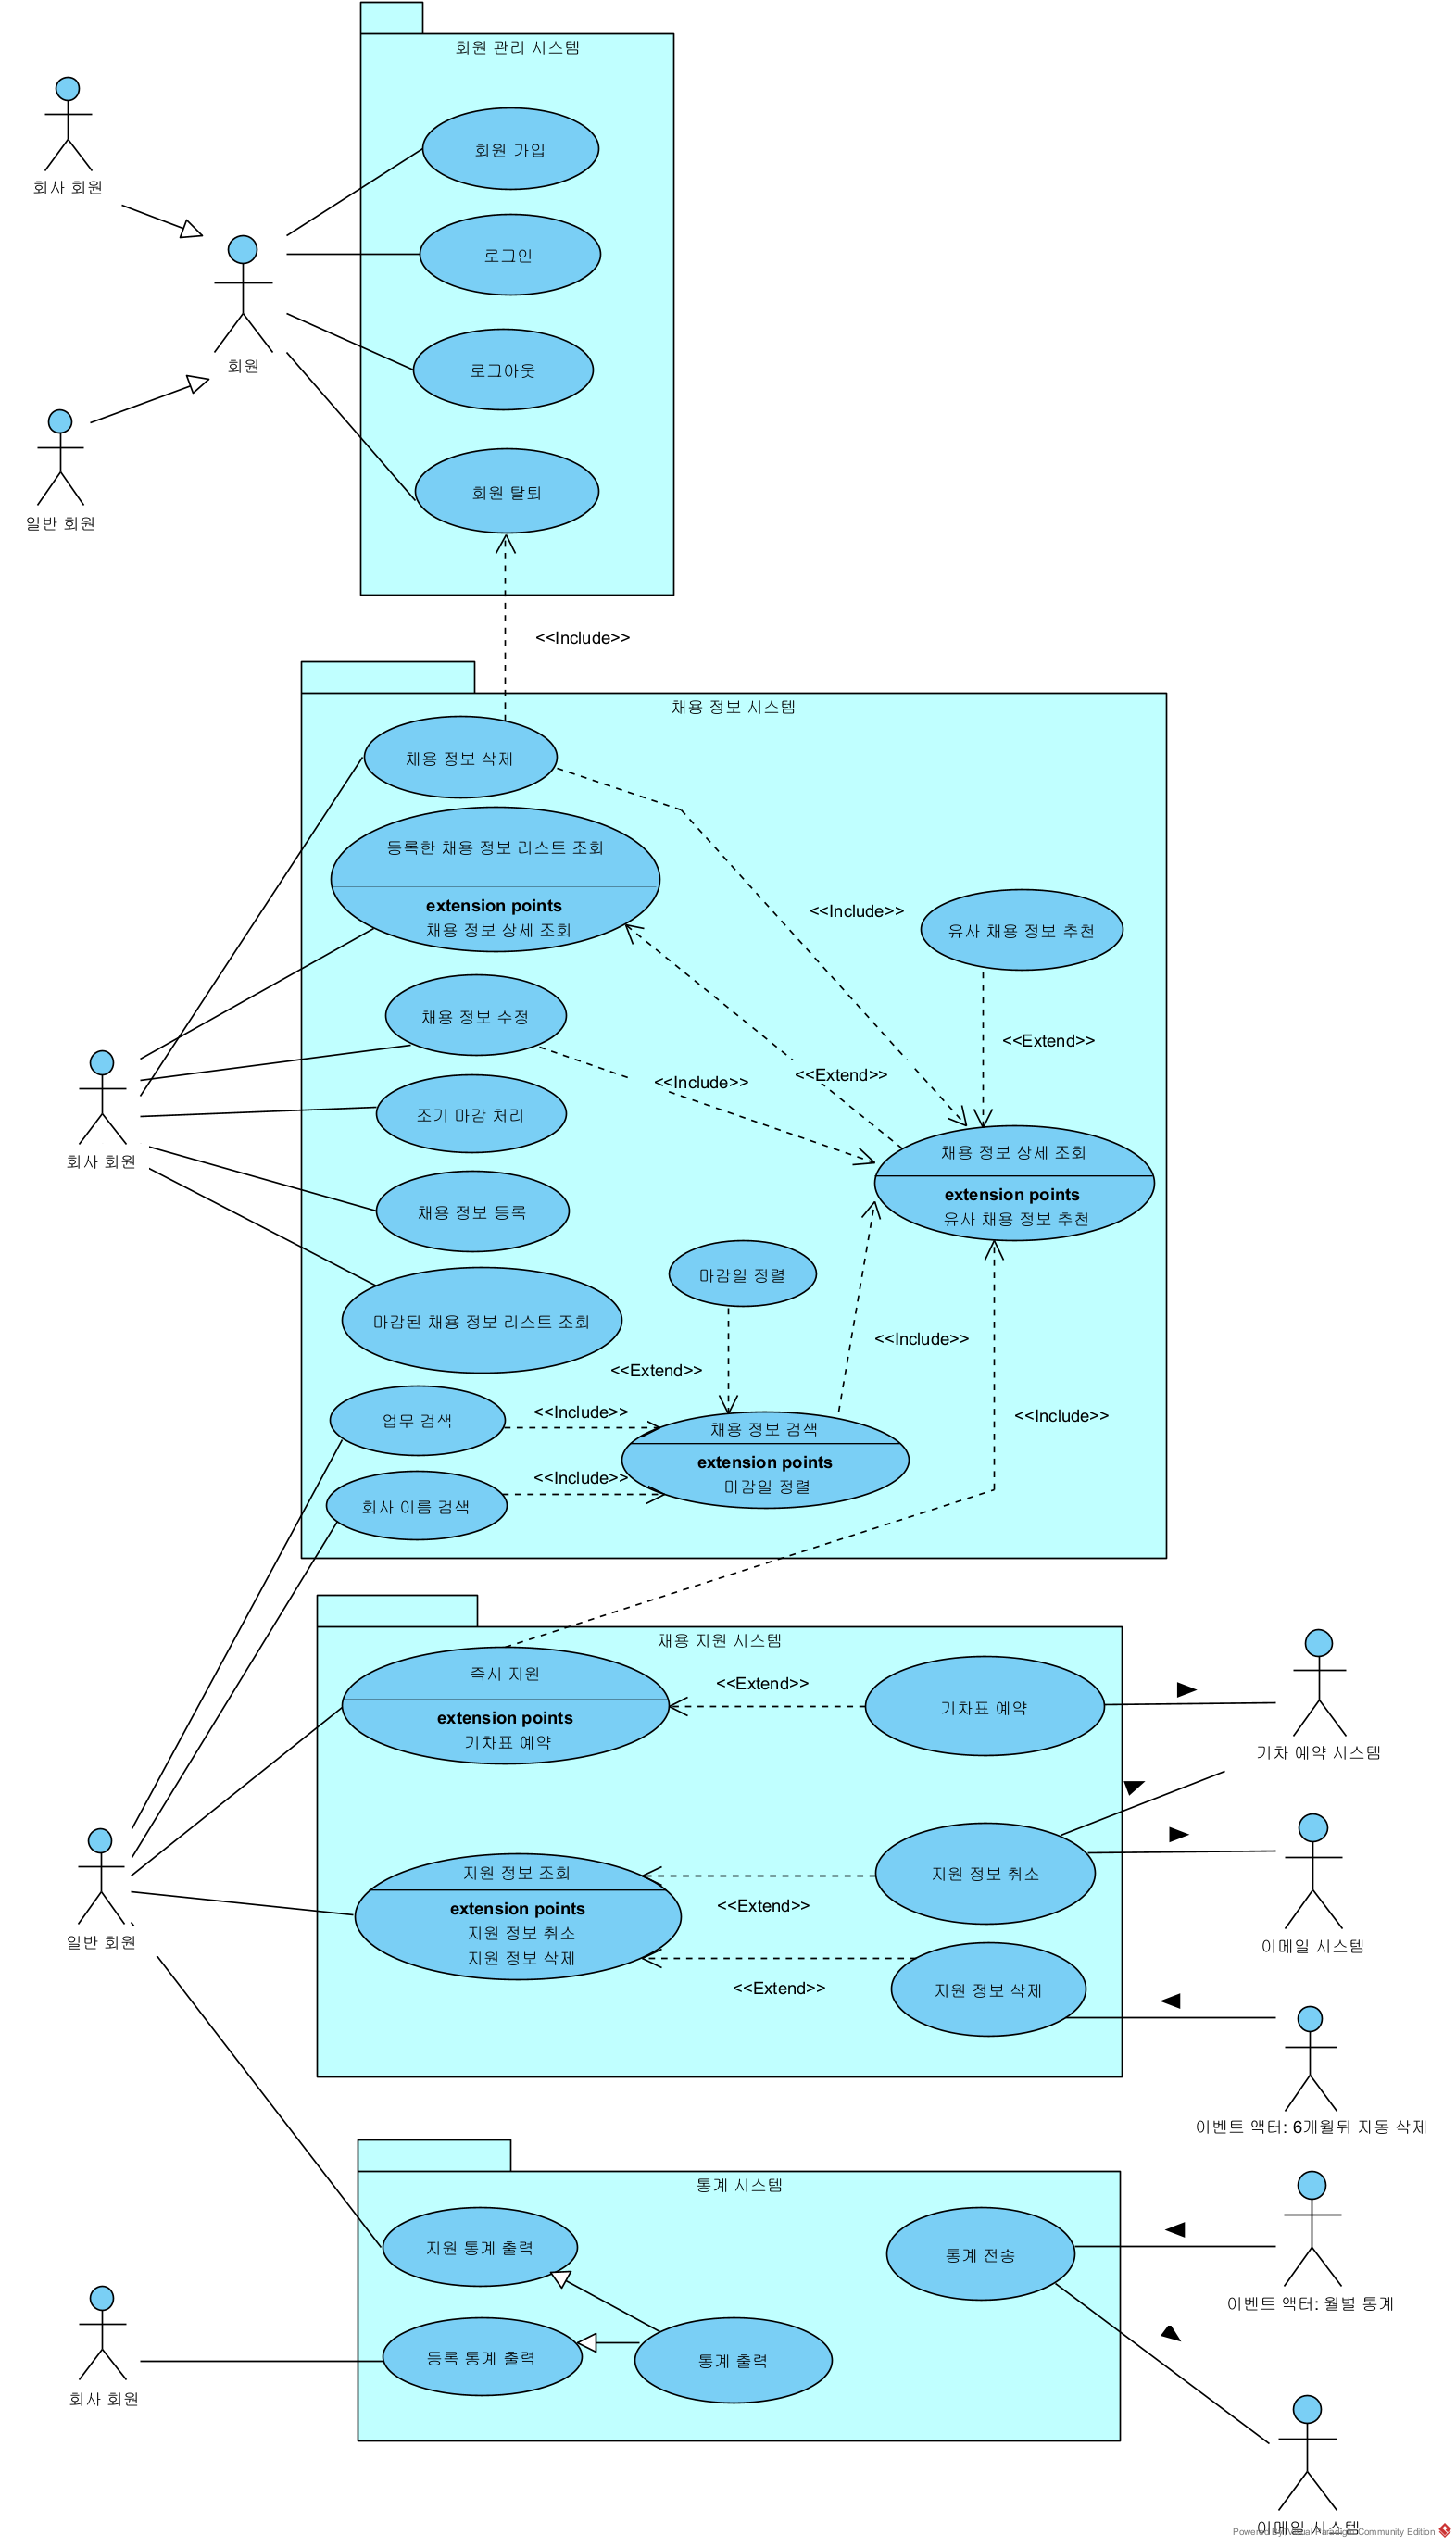 회원 관리 시스템
회사 회원
회원 가입
로그인
회원
로그아웃
일반 회원
회원 탈퇴
<<Include>>
채용 정보 시스템
채용 정보 삭제
등록한 채용 정보 리스트 조회
extension points
채용 정보 상세 조회
<<Include>>
유사 채용 정보 추천
채용 정보 수정
<<Extend>>
<<Include>>
<<Extend>>
조기 마감 처리
회사 회원
채용 정보 상세 조회
extension points
유사 채용 정보 추천
채용 정보 등록
마감일 정렬
마감된 채용 정보 리스트 조회
<<Include>>
<<Extend>>
업무 검색
<<Include>>
<<Include>>
채용 정보 검색
extension points
마감일 정렬
<<Include>>
회사 이름 검색
채용 지원 시스템
즉시 지원
extension points
기차표 예약
<<Extend>>
기차표 예약
기차 예약 시스템
지원 정보 조회
extension points
지원 정보 취소
지원 정보 삭제
지원 정보 취소
<<Extend>>
일반 회원
이메일 시스템
<<Extend>>
지원 정보 삭제
이벤트 액터: 6개월뒤 자동 삭제
통계 시스템
지원 통계 출력
통계 전송
이벤트 액터: 월별 통계
등록 통계 출력
통계 출력
회사 회원
이메일 시스템
Powered By Visual Paradigm Community Edition